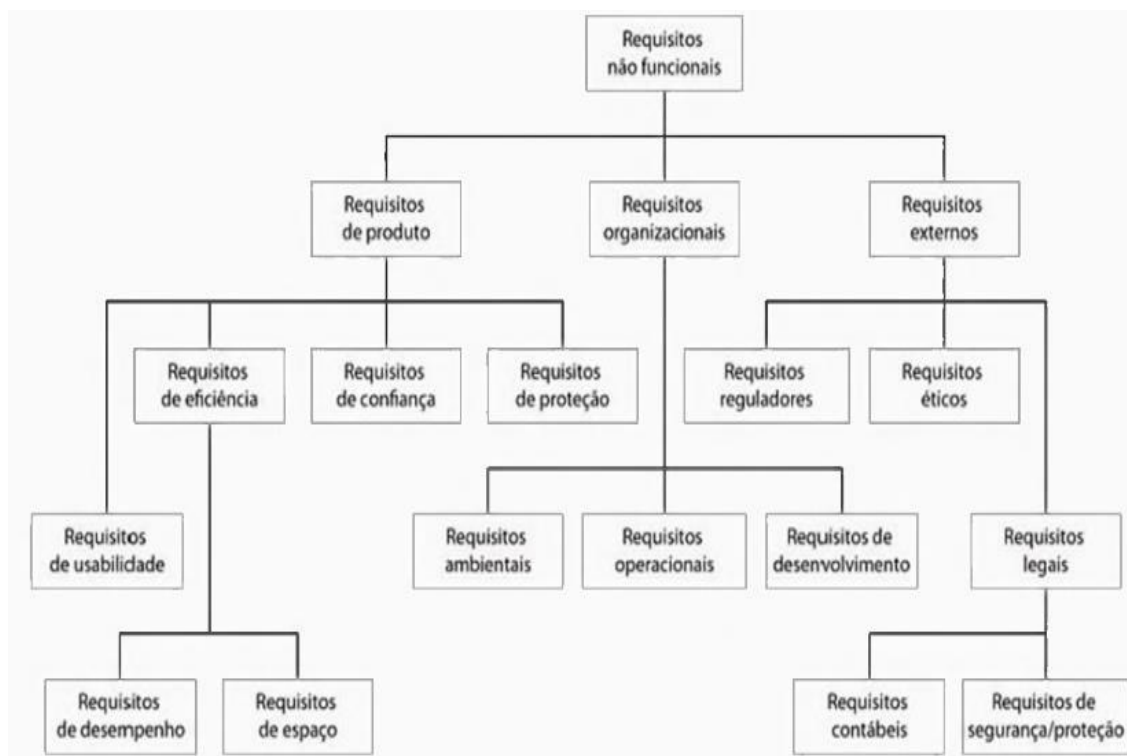 Requisitos
não funcionais
Requisitos
de produto
Requisitos
organizacionais
Requisitos
externos
Requisitos
de eficiência
Requisitos
de confiança
Requisitos
de proteção
Requisitos
reguladores
Requisitos
éticos
Requisitos
de usabilidade
Requisitos
ambientais
Requisitos
operacionais
Requisitos de
desenvolvimento
Requisitos
legais
Requisitos
de desempenho
Requisitos
de espaço
Requisitos
contábeis
Requisitos de
segurança/proteção